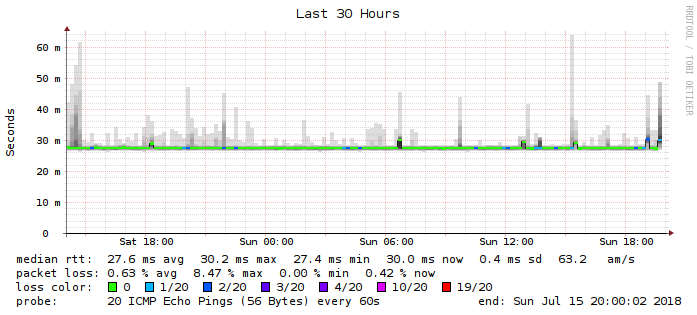 Last 30 Hours
RRDTOOL / TOBI OETIKER
Seconds
60 m
50 m
40 m
30 m
20 m
10 m
0
Sat 18:00 Sun 00:00 Sun 06:00 Sun 12:00 Sun 18:00
median rtt: 27.6 ms avg 30.2 ms max 27.4 ms min 30.0 ms now 0.4 ms sd 63.2 am/s
packet loss: 0.63 % avg 8.47 % max 0.00 % min 0.42 % now
loss color: 0 1/20 2/20 3/20 4/20 10/20 19/20
probe: 20 ICMP Echo Pings (56 Bytes) every 60s end: Sun Jul 15 20:00:02 2018